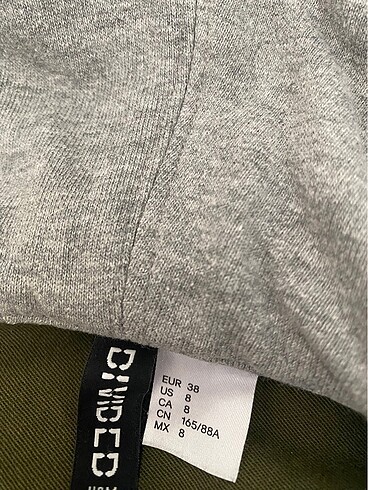 DIVIDED
H&M
EUR 38
US 8
CA 8
CN 165/88A
MX 8